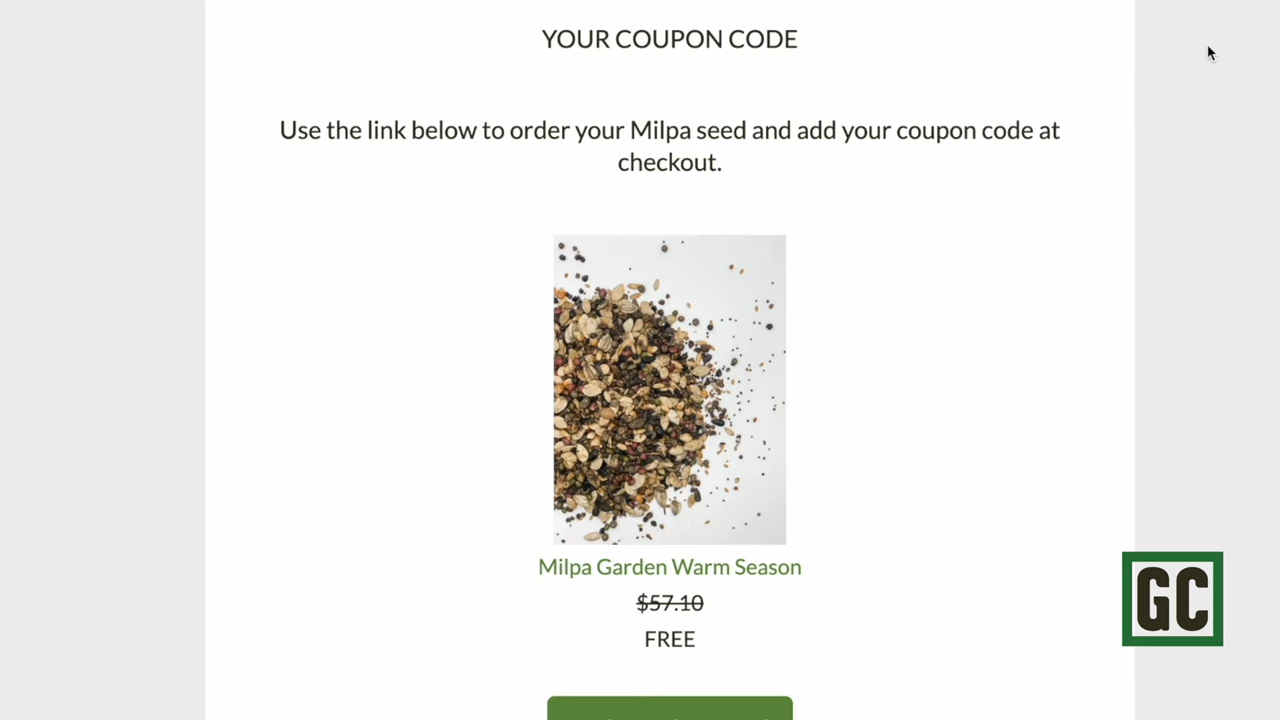 YOUR COUPON CODE
Use the link below to order your Milpa seed and add your coupon code at
checkout.
Milpa Garden Warm Season
$57.10
FREE
GC